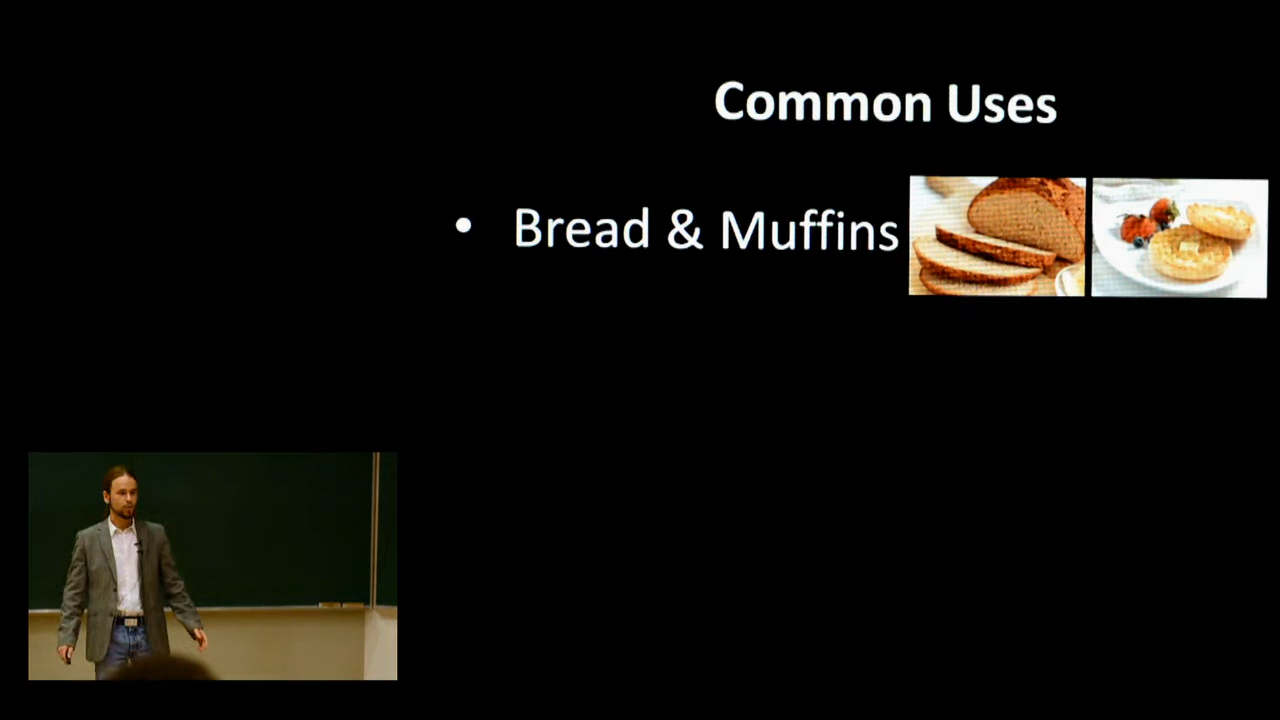 Common Uses
• Bread & Muffins